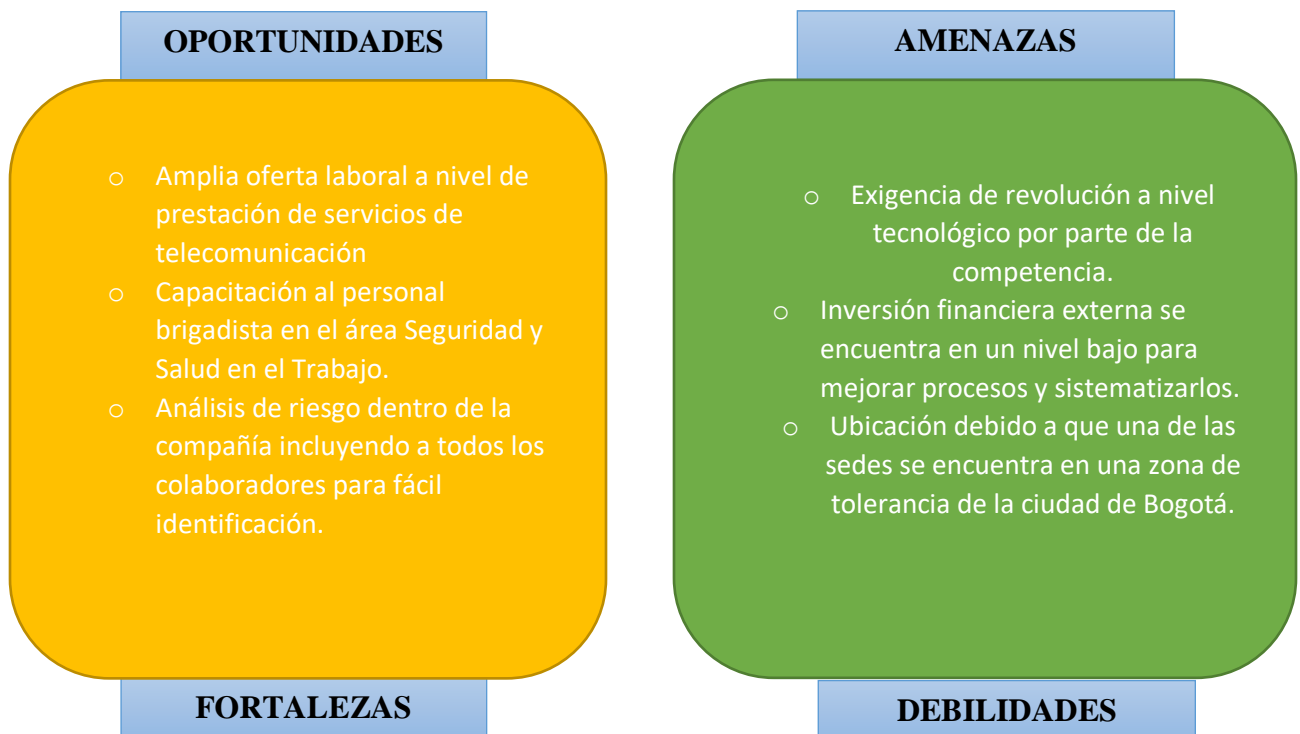 OPORTUNIDADES
o Amplia oferta laboral a nivel de
prestación de servicios de
telecomunicación
o Capacitación al personal
brigadista en el área Seguridad y
Salud en el Trabajo.
o Análisis de riesgo dentro de la
compañía incluyendo a todos los
colaboradores para fácil
identificación.
AMENAZAS
o Exigencia de revolución a nivel
tecnológico por parte de la
competencia.
o Inversión financiera externa se
encuentra en un nivel bajo para
mejorar procesos y sistematizarlos.
o Ubicación debido a que una de las
sedes se encuentra en una zona de
tolerancia de la ciudad de Bogotá.
FORTALEZAS
DEBILIDADES